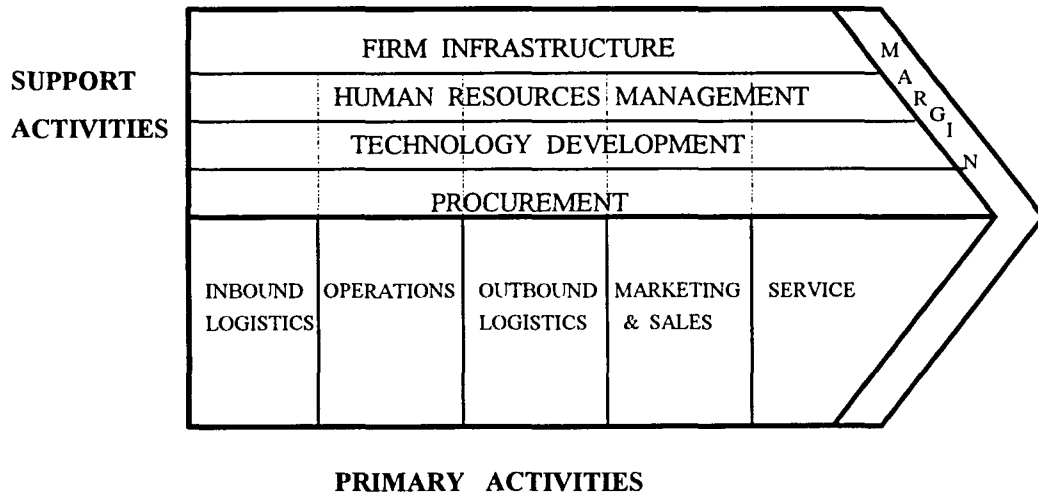 FIRM INFRASTRUCTURE
MARGIN
SUPPORT
ACTIVITIES
HUMAN RESOURCES MANAGEMENT
TECHNOLOGY DEVELOPMENT
PROCUREMENT
INBOUND
LOGISTICS
OPERATIONS
OUTBOUND
LOGISTICS
MARKETING
& SALES
SERVICE
PRIMARY ACTIVITIES